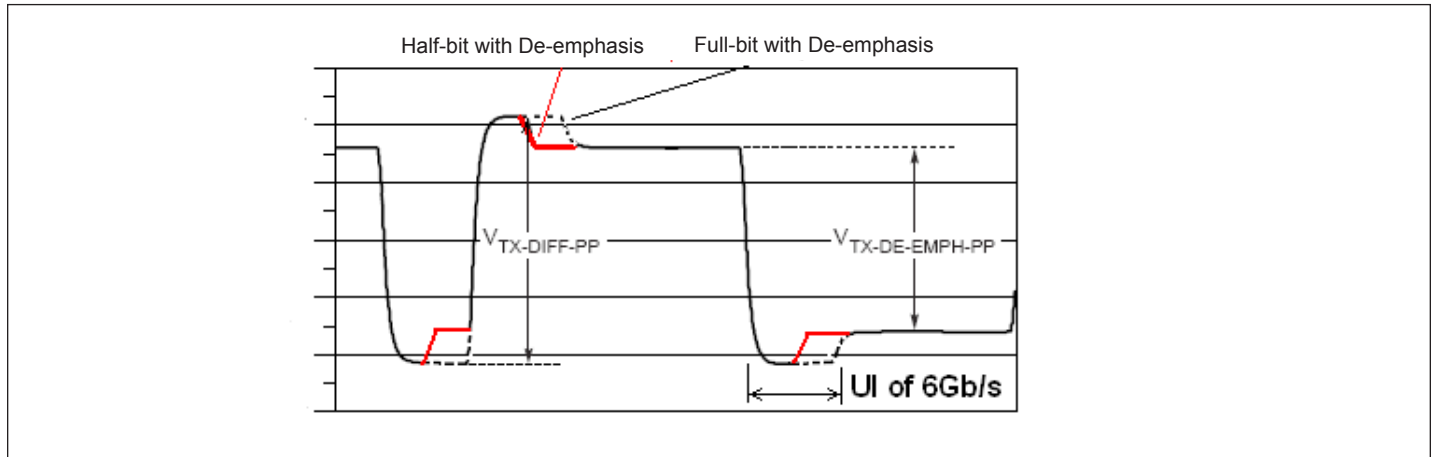 Half-bit with De-emphasis
Full-bit with De-emphasis
VTX-DIFF-PP
VTX-DE-EMPH-PP
UI of 6Gb/s